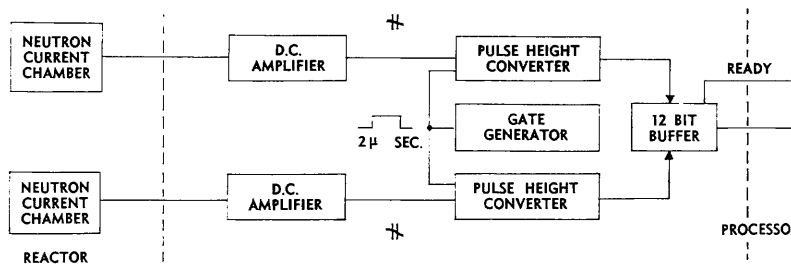 NEUTRON
CURRENT
CHAMBER
D.C.
AMPLIFIER
PULSE HEIGHT
CONVERTER
READY
2 μ SEC.
GATE
GENERATOR
12 BIT
BUFFER
NEUTRON
CURRENT
CHAMBER
D.C.
AMPLIFIER
PULSE HEIGHT
CONVERTER
REACTOR
PROCESSO